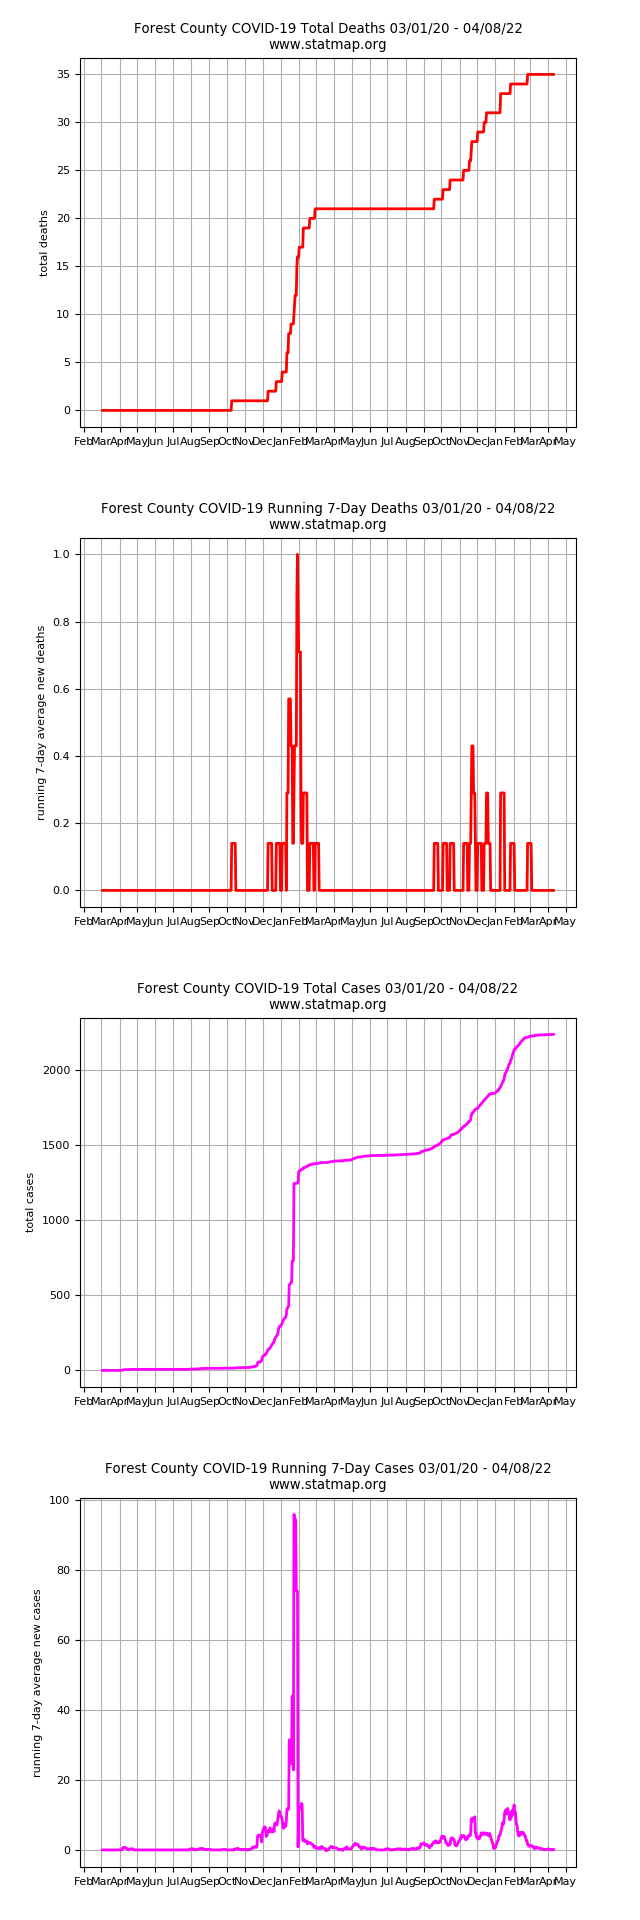 Forest County COVID-19 Total Deaths 03/01/20 - 04/08/22
www.statmap.org
35
30
25
20
15
10
5
0
total deaths
Feb Mar Apr May Jun Jul Aug Sep Oct Nov Dec Jan Feb Mar Apr May Jun Jul Aug Sep Oct Nov Dec Jan Feb Mar Apr May
Forest County COVID-19 Running 7-Day Deaths 03/01/20 - 04/08/22
www.statmap.org
1.0
0.8
0.6
0.4
0.2
0.0
running 7-day average new deaths
Feb Mar Apr May Jun Jul Aug Sep Oct Nov Dec Jan Feb Mar Apr May Jun Jul Aug Sep Oct Nov Dec Jan Feb Mar Apr May
Forest County COVID-19 Total Cases 03/01/20 - 04/08/22
www.statmap.org
2000
1500
1000
500
0
total cases
Feb Mar Apr May Jun Jul Aug Sep Oct Nov Dec Jan Feb Mar Apr May Jun Jul Aug Sep Oct Nov Dec Jan Feb Mar Apr May
Forest County COVID-19 Running 7-Day Cases 03/01/20 - 04/08/22
www.statmap.org
100
80
60
40
20
0
running 7-day average new cases
Feb Mar Apr May Jun Jul Aug Sep Oct Nov Dec Jan Feb Mar Apr May Jun Jul Aug Sep Oct Nov Dec Jan Feb Mar Apr May